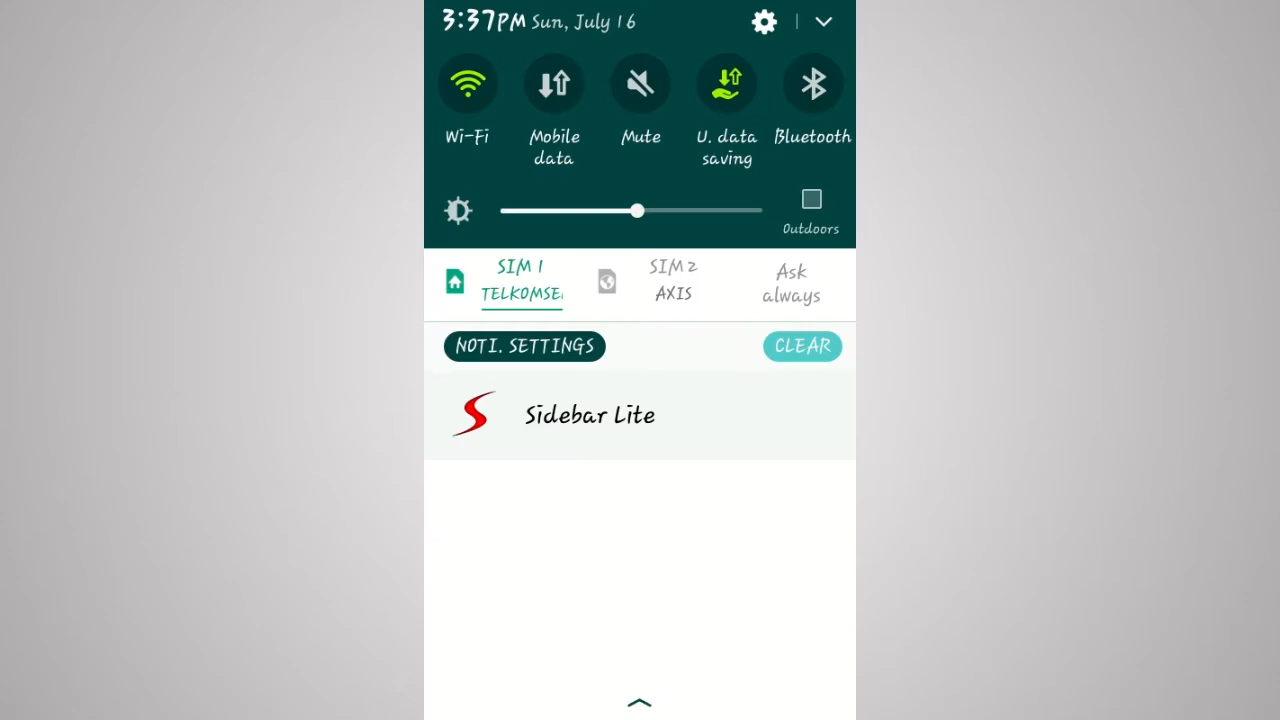 3:37PM Sun, July 16
Wi-Fi
Mobile
data
Mute
U. data
saving
Bluetooth
Outdoors
SIM 1
TELKOMSE
SIM 2
AXIS
Ask
always
NOTI. SETTINGS
CLEAR
Sidebar Lite